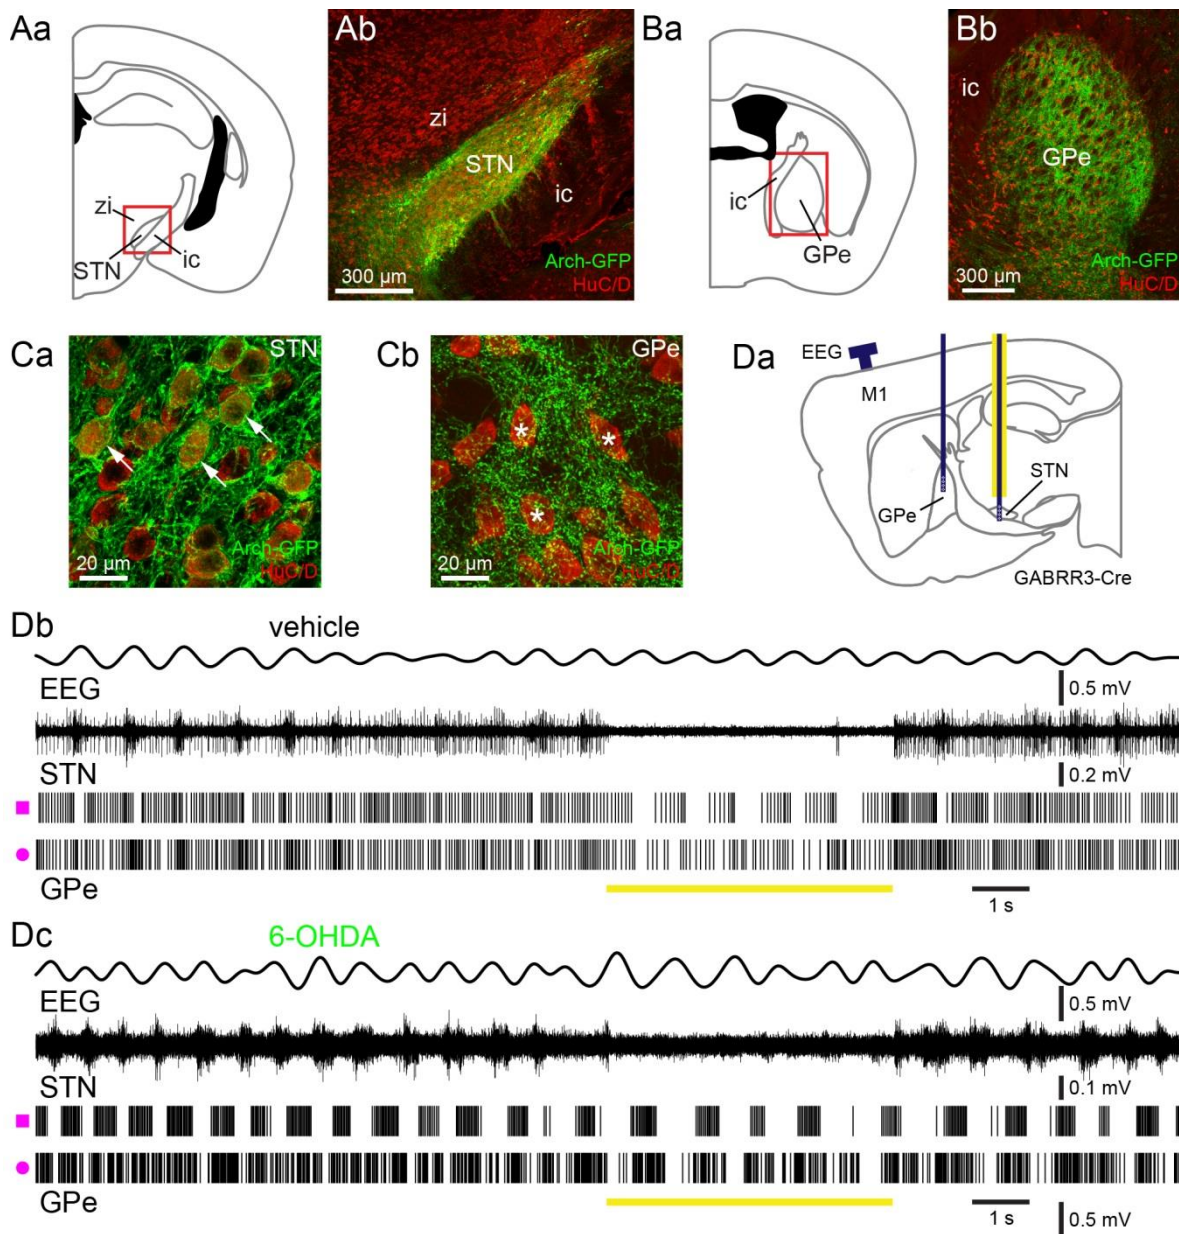 Aa
zi
STN
ic
Ab
zi
STN
ic
Arch-GFP
300 µm
HuC/D
Ba
ic
GPe
Bb
ic
GPe
Arch-GFP
300 µm
HuC/D
Ca
STN
Arch-GFP
20 µm
HuC/D
Cb
GPe
*
*
*
Arch-GFP
20 µm
HuC/D
Da
EEG
M1
STN
GPe
GABRR3-Cre
Db
vehicle
EEG
0.5 mV
STN
0.2 mV
GPe
1 s
Dc
6-OHDA
EEG
0.5 mV
STN
0.1 mV
GPe
1 s
0.5 mV